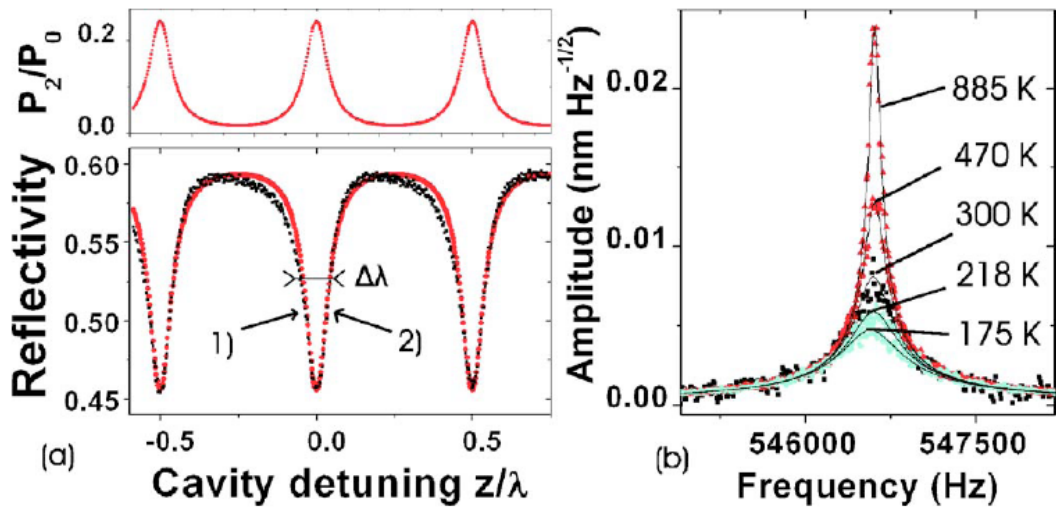 P2/P0
0.2
0.0
Reflectivity
0.60
0.55
0.50
0.45
Δλ
1)
2)
-0.5
0.0
0.5
(a)
Cavity detuning z/λ
Amplitude (nm Hz-1/2)
0.02
0.01
0.00
885 K
470 K
300 K
218 K
175 K
546000
547500
(b)
Frequency (Hz)